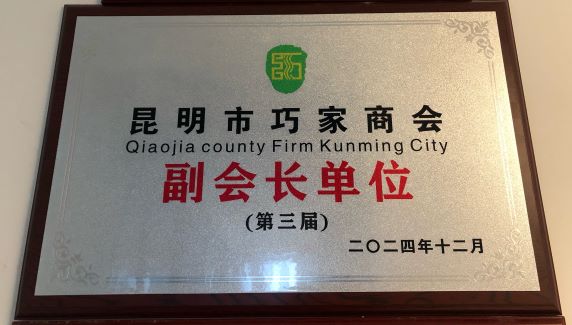 昆明市巧家商会
Qiaojia county Firm Kunming City
副会长单位
(第三届)
二〇二四年十二月